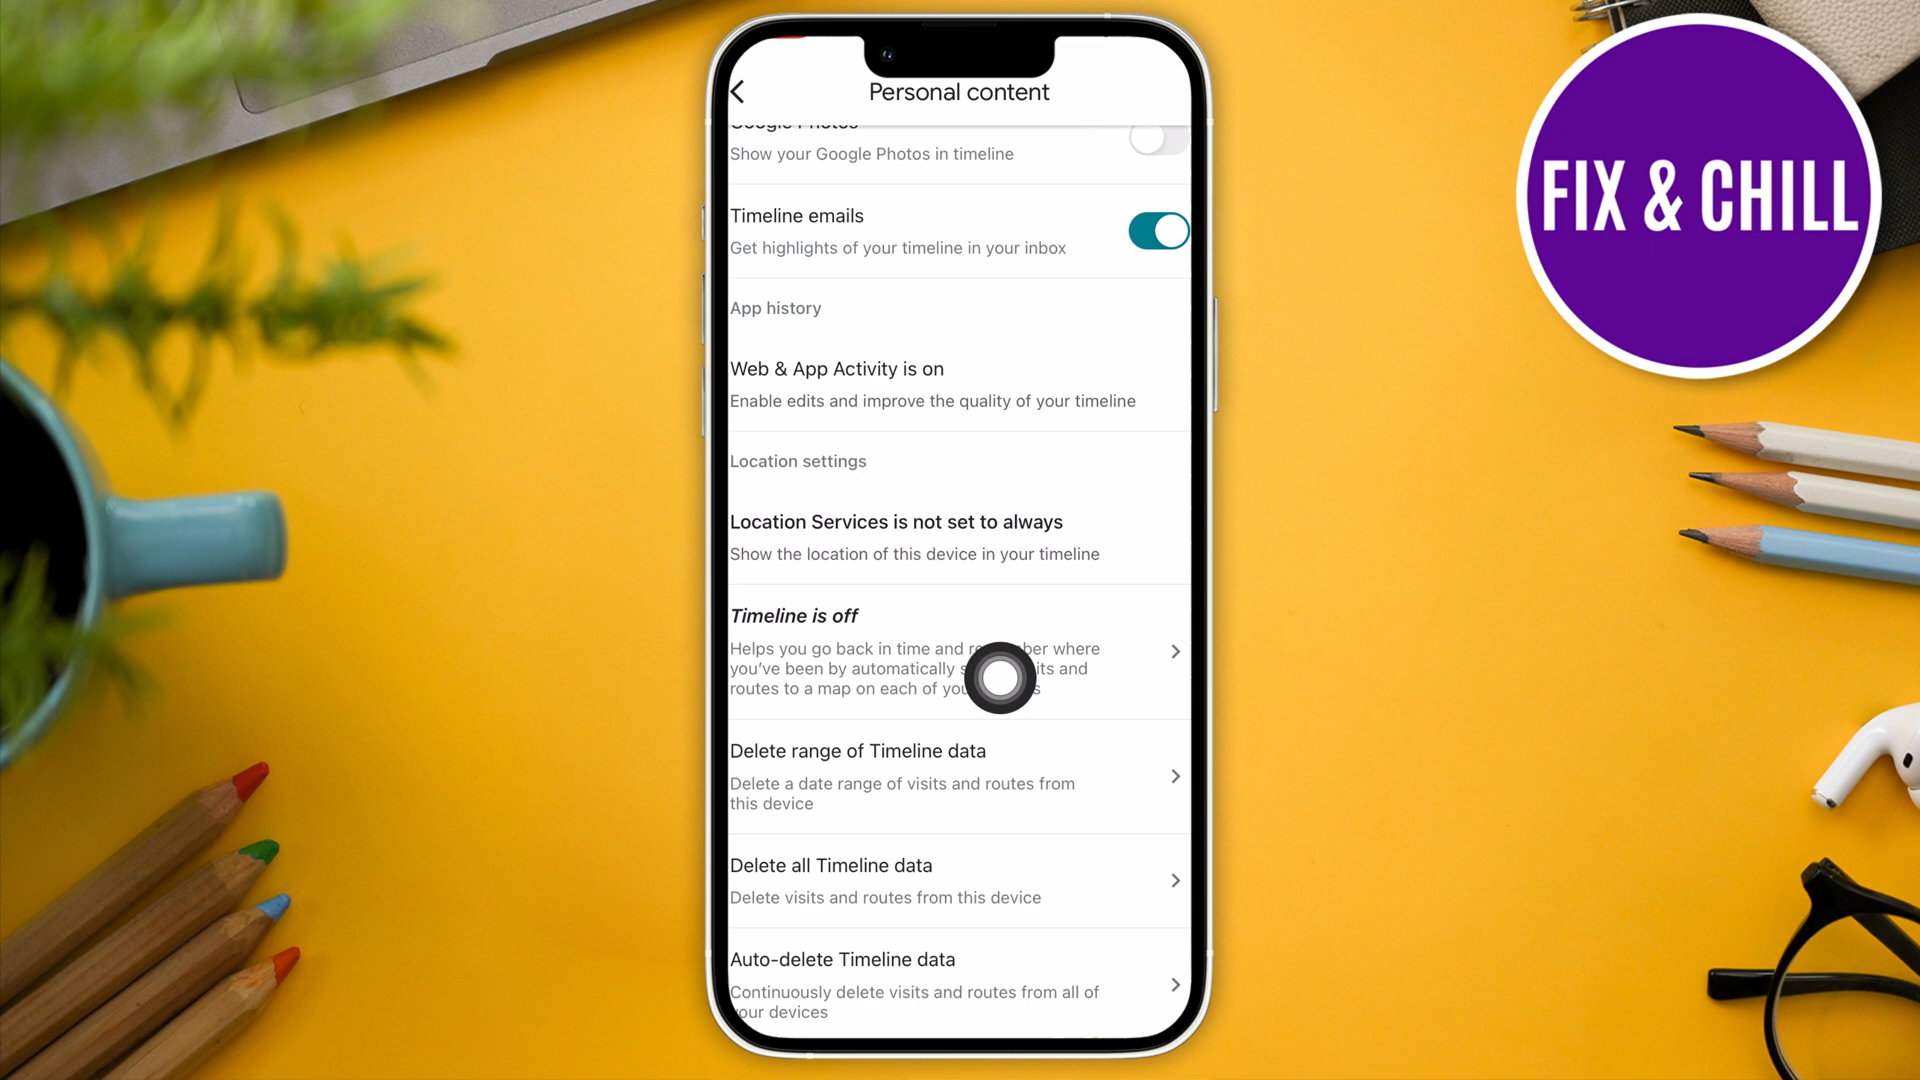 Personal content
Google Photos
Show your Google Photos in timeline
Timeline emails
Get highlights of your timeline in your inbox
App history
Web & App Activity is on
Enable edits and improve the quality of your timeline
Location settings
Location Services is not set to always
Show the location of this device in your timeline
Timeline is off
Helps you go back in time and where
you've been by automatically and
routes to a map on each of
Delete range of Timeline data
Delete a date range of visits and routes from
this device
Delete all Timeline data
Delete visits and routes from this device
Auto-delete Timeline data
Continuously delete visits and routes from all of
your devices
FIX & CHILL